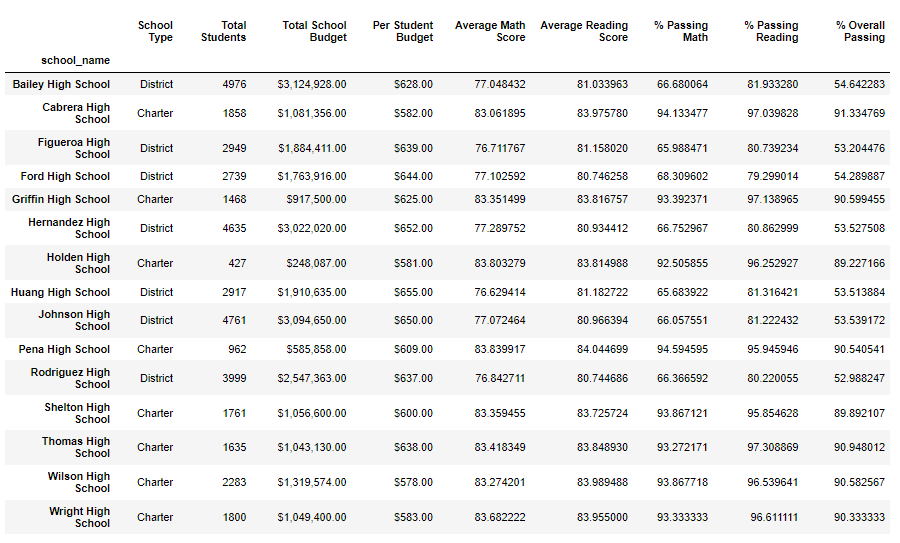 School Type Total Students Total School Budget Per Student Budget Average Math Score Average Reading Score % Passing Math % Passing Reading % Overall Passing
school_name
Bailey High School District 4976 $3,124,928.00 $628.00 77.048432 81.033963 66.680064 81.933280 54.642283
Cabrera High School Charter 1858 $1,081,356.00 $582.00 83.061895 83.975780 94.133477 97.039828 91.334769
Figueroa High School District 2949 $1,884,411.00 $639.00 76.711767 81.158020 65.988471 80.739234 53.204476
Ford High School District 2739 $1,763,916.00 $644.00 77.102592 80.746258 68.309602 79.299014 54.289887
Griffin High School Charter 1468 $917,500.00 $625.00 83.351499 83.816757 93.392371 97.138965 90.599455
Hernandez High School District 4635 $3,022,020.00 $652.00 77.289752 80.934412 66.752967 80.862999 53.527508
Holden High School Charter 427 $248,087.00 $581.00 83.803279 83.814988 92.505855 96.252927 89.227166
Huang High School District 2917 $1,910,635.00 $655.00 76.629414 81.182722 65.683922 81.316421 53.513884
Johnson High School District 4761 $3,094,650.00 $650.00 77.072464 80.966394 66.057551 81.222432 53.539172
Pena High School Charter 962 $585,858.00 $609.00 83.839917 84.044699 94.594595 95.945946 90.540541
Rodriguez High School District 3999 $2,547,363.00 $637.00 76.842711 80.744686 66.366592 80.220055 52.988247
Shelton High School Charter 1761 $1,056,600.00 $600.00 83.359455 83.725724 93.867121 95.854628 89.892107
Thomas High School Charter 1635 $1,043,130.00 $638.00 83.418349 83.848930 93.272171 97.308869 90.948012
Wilson High School Charter 2283 $1,319,574.00 $578.00 83.274201 83.989488 93.867718 96.539641 90.582567
Wright High School Charter 1800 $1,049,400.00 $583.00 83.682222 83.955000 93.333333 96.611111 90.333333